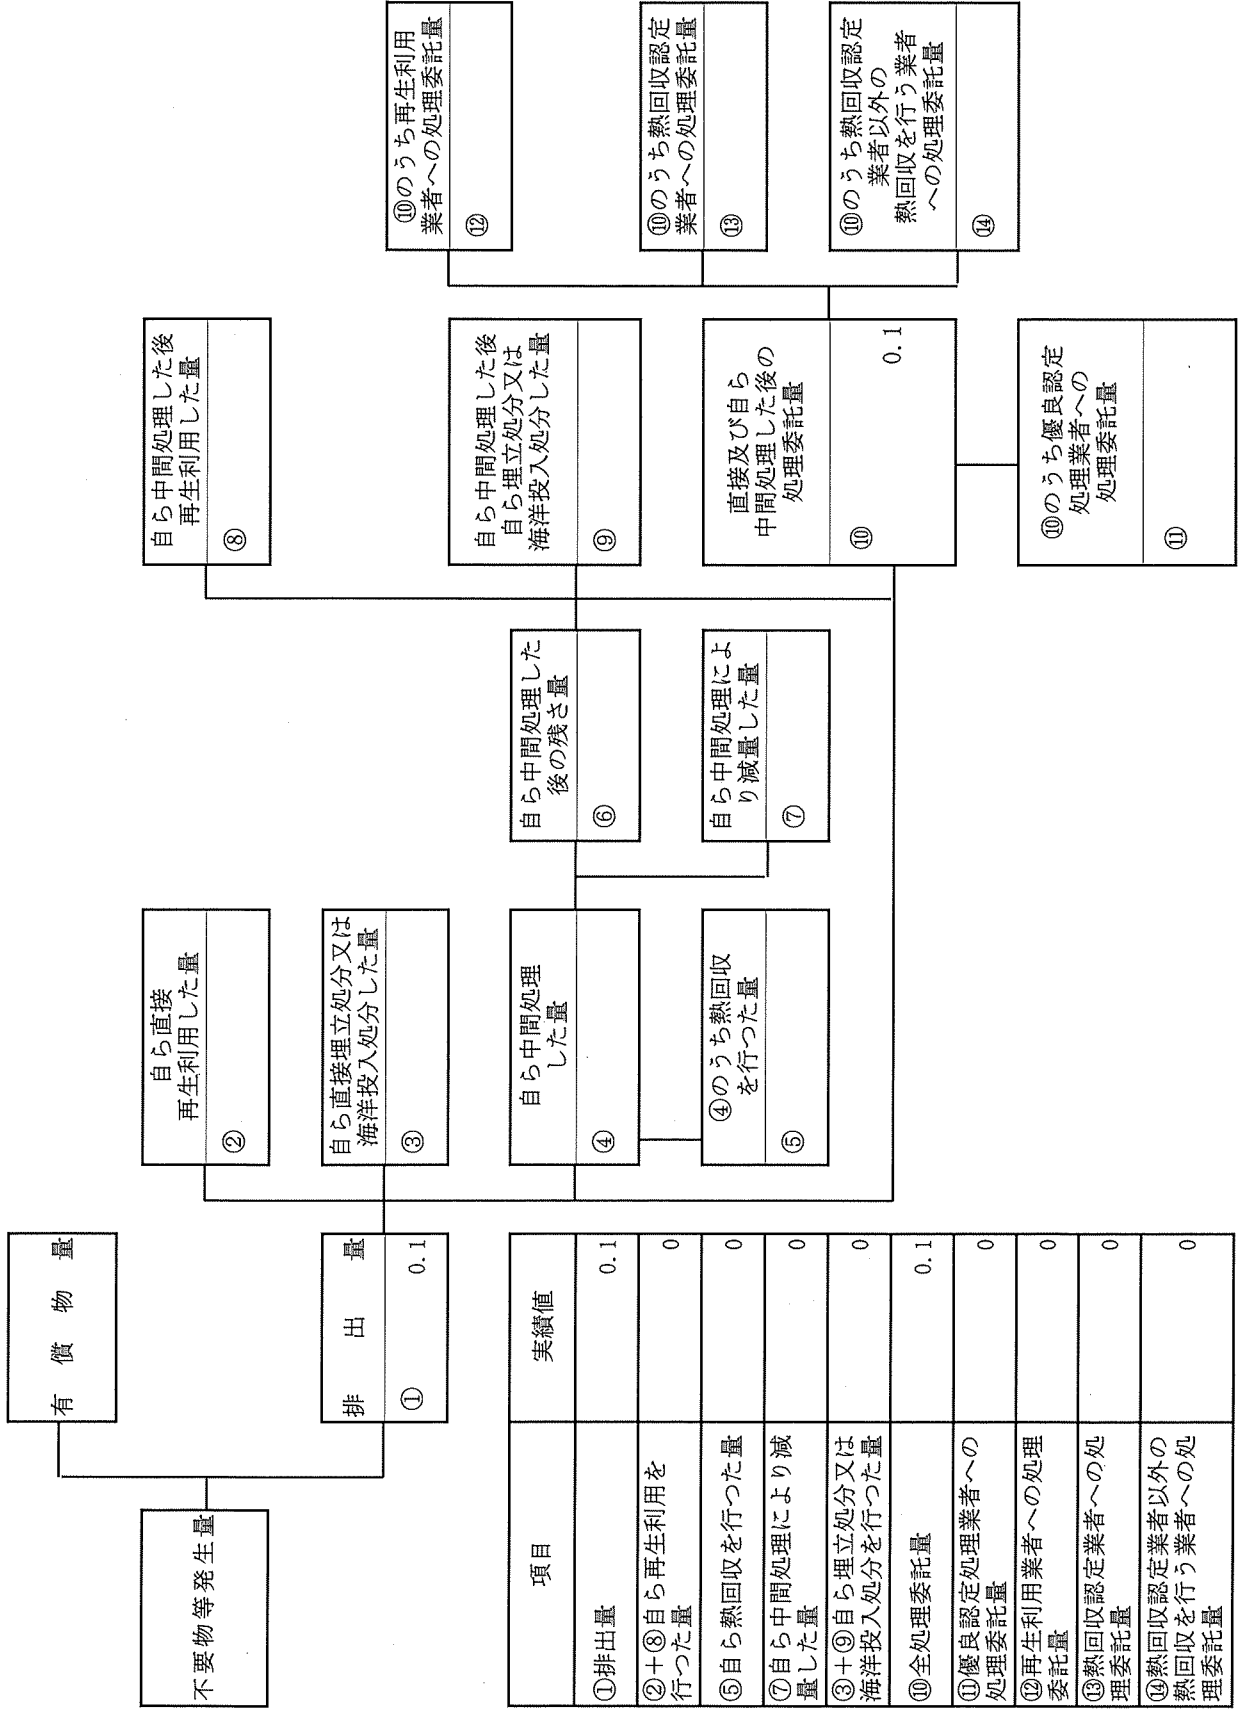 有償物量
不要物等発生量
排出量
① 0.1
自ら直接
再生利用した量
②
自ら直接埋立処分又は
海洋投入処分した量
③
自ら中間処理
した量
④
④のうち熱回収
を行つた量
⑤
自ら中間処理した
後の残さ量
⑥
自ら中間処理によ
り減量した量
⑦
自ら中間処理した後
再生利用した量
⑧
自ら中間処理した後
自ら埋立処分又は
海洋投入処分した量
⑨
直接及び自ら
中間処理した後の
処理委託量
⑩ 0.1
⑩のうち優良認定
処理業者への
処理委託量
⑪
⑩のうち再生利用
業者への処理委託量
⑫
⑩のうち熱回収認定
業者への処理委託量
⑬
⑩のうち熱回収認定
業者以外の
熱回収を行う業者
への処理委託量
⑭
項目 実績値
①排出量 0.1
②+⑧自ら再生利用を
行つた量 0
⑤自ら熱回収を行つた量 0
⑦自ら中間処理により減
量した量 0
③+⑨自ら埋立処分又は
海洋投入処分を行つた量 0
⑩全処理委託量 0.1
⑪優良認定処理業者への
処理委託量 0
⑫再生利用業者への処理
委託量 0
⑬熱回収認定業者への処
理委託量 0
⑭熱回収認定業者以外の
熱回収を行う業者への処
理委託量 0